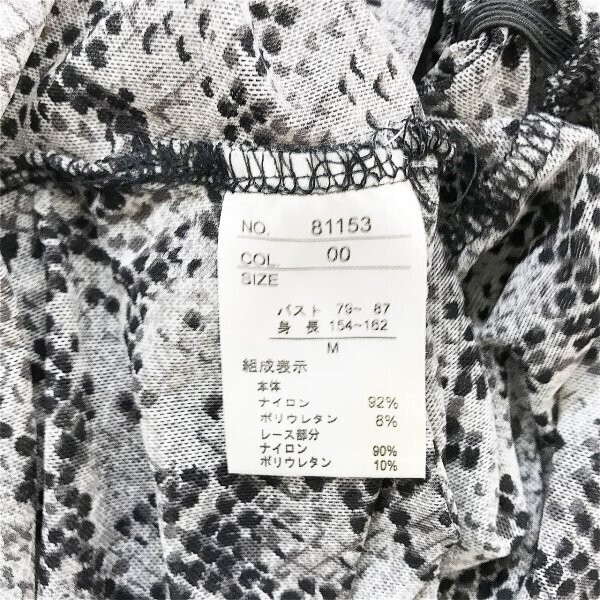 NO. 81153
COL. 00
SIZE
バスト 79~ 87
身 長 154~162
M
組成表示
本体
ナイロン 92%
ポリウレタン 8%
レース部分
ナイロン 90%
ポリウレタン 10%